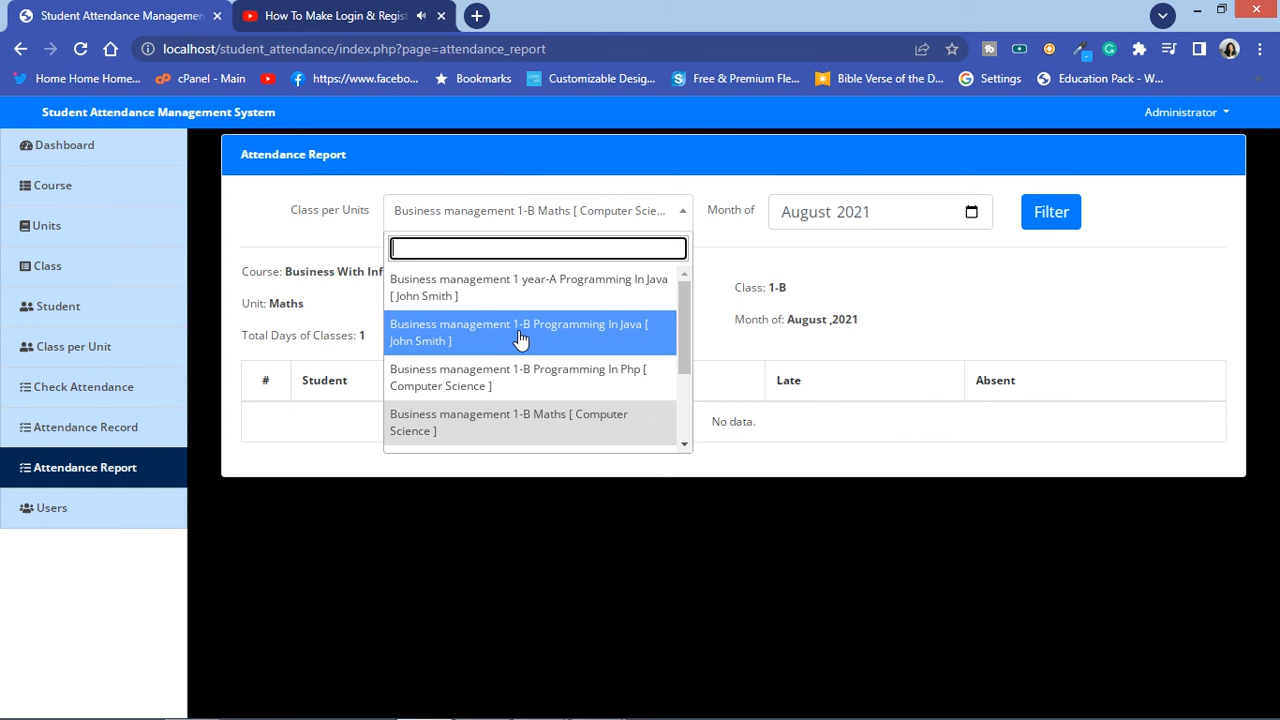 Student Attendance Managemen
How To Make Login & Regis
localhost/student_attendance/index.php?page=attendance_report
Home Home Home...
cPanel - Main
https://www.facebo...
Bookmarks
Customizable Desig...
Free & Premium Fle...
Bible Verse of the D...
Settings
Education Pack - W...
Student Attendance Management System
Administrator
Dashboard
Course
Units
Class
Student
Class per Unit
Check Attendance
Attendance Record
Attendance Report
Users
Attendance Report
Class per Units
Business management 1-B Maths [ Computer Scie...
Month of
August 2021
Filter
Business management 1 year-A Programming In Java
[ John Smith ]
Business management 1-B Programming In Java [
John Smith ]
Business management 1-B Programming In Php [
Computer Science ]
Business management 1-B Maths [ Computer
Science ]
Course: Business With Inf
Unit: Maths
Total Days of Classes: 1
Class: 1-B
Month of: August ,2021
# Student Late Absent
No data.